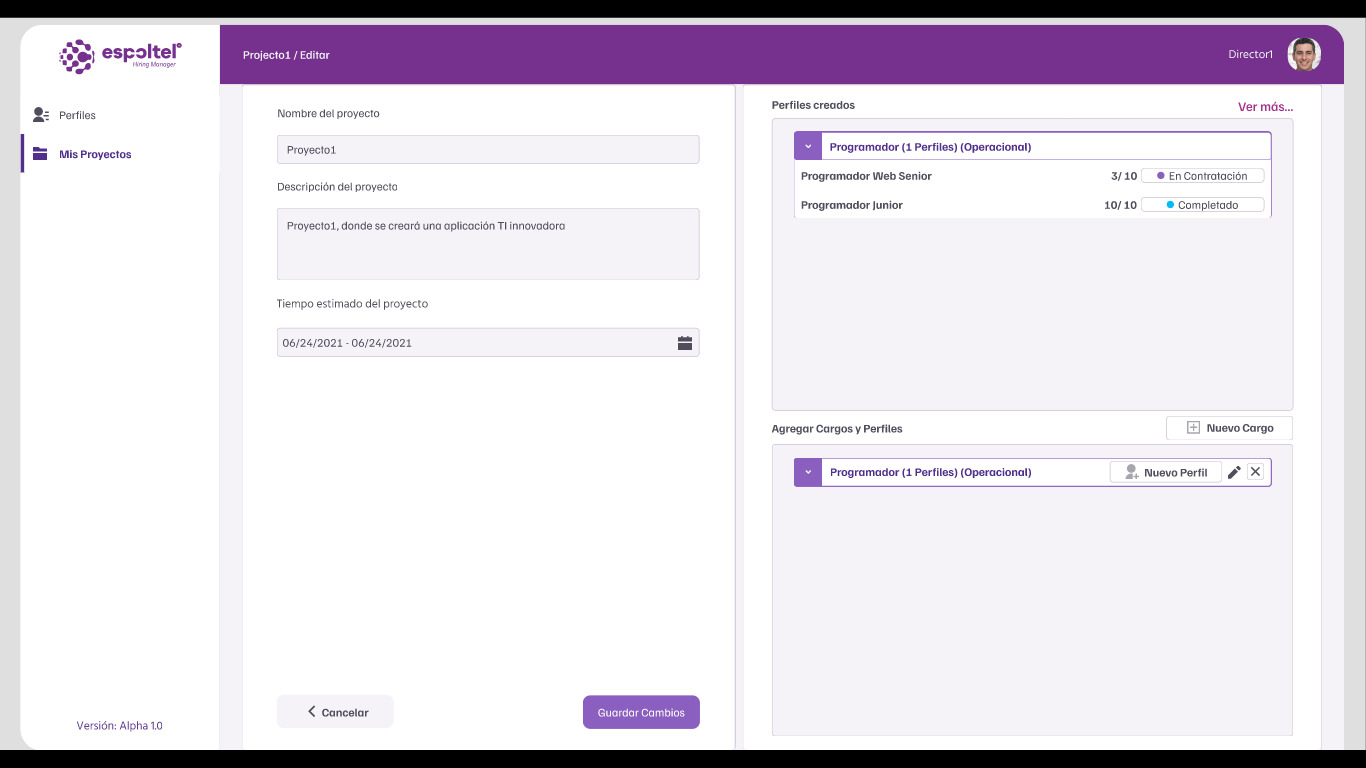 espoltel
Hiring Manager
Perfiles
Mis Proyectos
Versión: Alpha 1.0
Projecto1 / Editar
Director1
Nombre del proyecto
Proyecto1
Descripción del proyecto
Proyecto1, donde se creará una aplicación TI innovadora
Tiempo estimado del proyecto
06/24/2021 - 06/24/2021
Cancelar
Guardar Cambios
Perfiles creados
Ver más...
Programador (1 Perfiles) (Operacional)
Programador Web Senior 3/ 10 En Contratación
Programador Junior 10/ 10 Completado
Agregar Cargos y Perfiles
Nuevo Cargo
Programador (1 Perfiles) (Operacional)
Nuevo Perfil